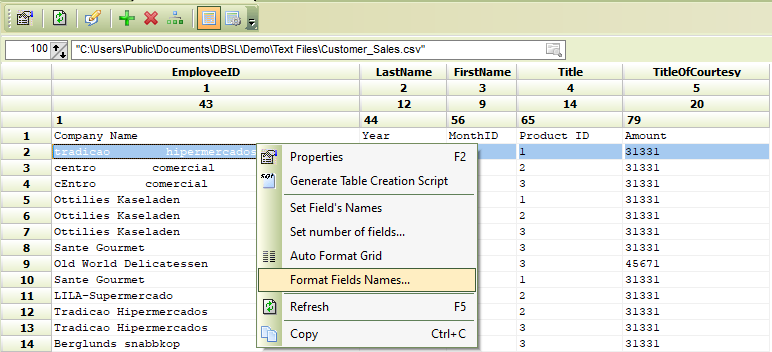 100 "C:\Users\Public\Documents\DBSL\Demo\Text Files\Customer_Sales.csv"
EmployeeID LastName FirstName Title TitleOfCourtesy
1 2 3 4 5
43 12 9 14 20
1 44 56 65 79
1 Company Name Year MonthID Product ID Amount
2 tradicao hipermercados 1 31331
3 centro comercial 2 31331
4 cEntro comercial 3 31331
5 Ottilies Kaseladen 1 31331
6 Ottilies Kaseladen 2 31331
7 Ottilies Kaseladen 3 31331
8 Sante Gourmet 3 31331
9 Old World Delicatessen 3 45671
10 Sante Gourmet 1 31331
11 LILA-Supermercado 2 31331
12 Tradicao Hipermercados 2 31331
13 Tradicao Hipermercados 3 31331
14 Berglunds snabbkop 3 31331
Properties F2
SQL Generate Table Creation Script
Set Field's Names
Set number of fields...
Auto Format Grid
Format Fields Names...
Refresh F5
Copy Ctrl+C